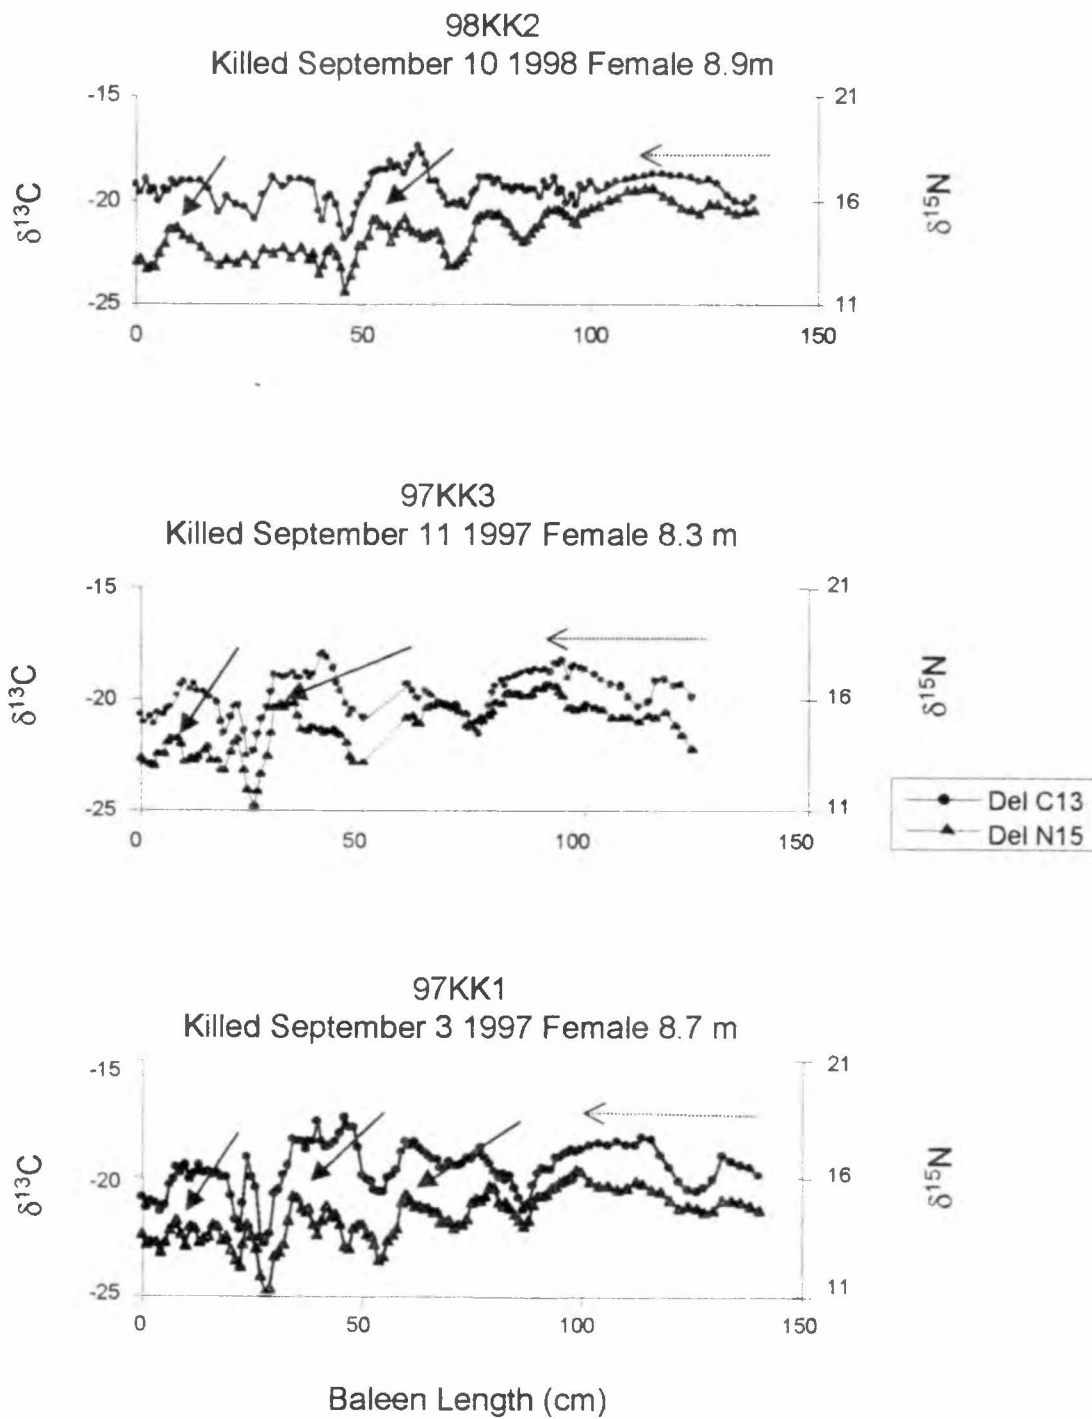 98KK2
Killed September 10 1998 Female 8.9m
-15
-20
-25
δ13C
21
16
11
δ15N
0 50 100 150
97KK3
Killed September 11 1997 Female 8.3 m
-15
-20
-25
δ13C
21
16
11
δ15N
0 50 100 150
Del C13
Del N15
97KK1
Killed September 3 1997 Female 8.7 m
-15
-20
-25
δ13C
21
16
11
δ15N
0 50 100 150
Baleen Length (cm)